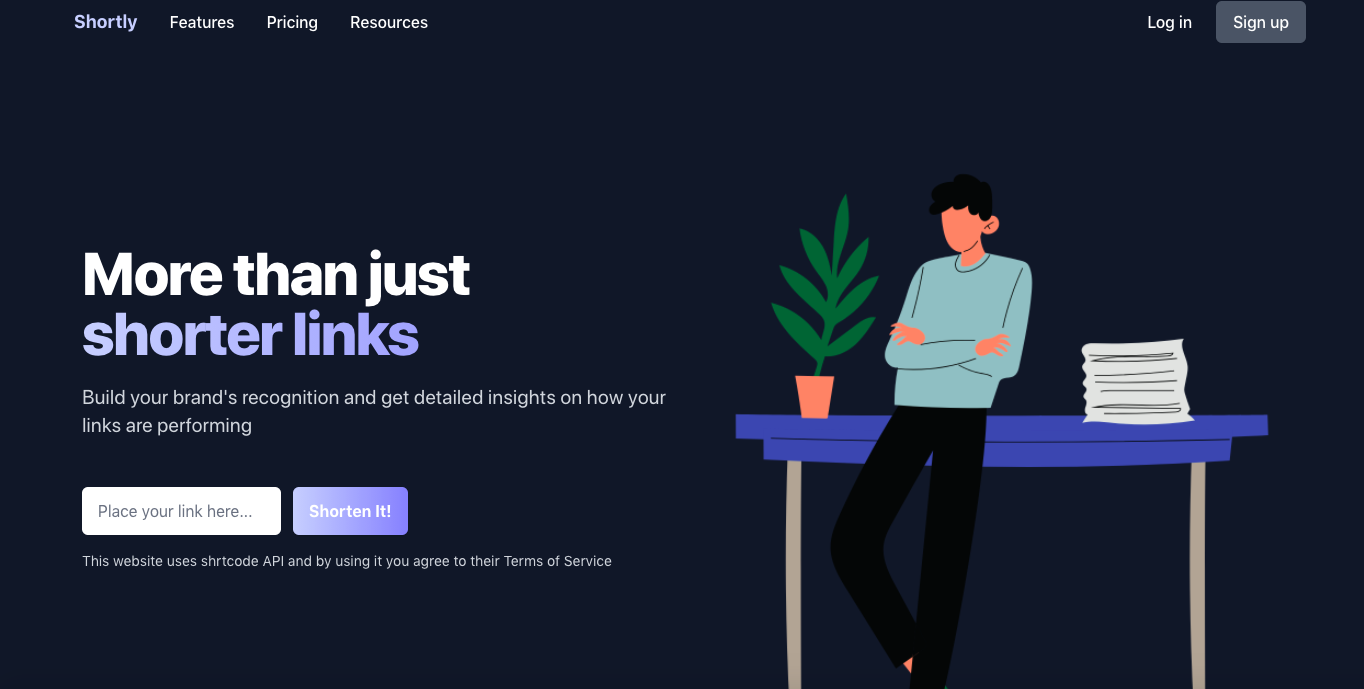 Shortly Features Pricing Resources Log in Sign up
More than just
shorter links
Build your brand's recognition and get detailed insights on how your
links are performing
Place your link here... Shorten It!
This website uses shrtcode API and by using it you agree to their Terms of Service